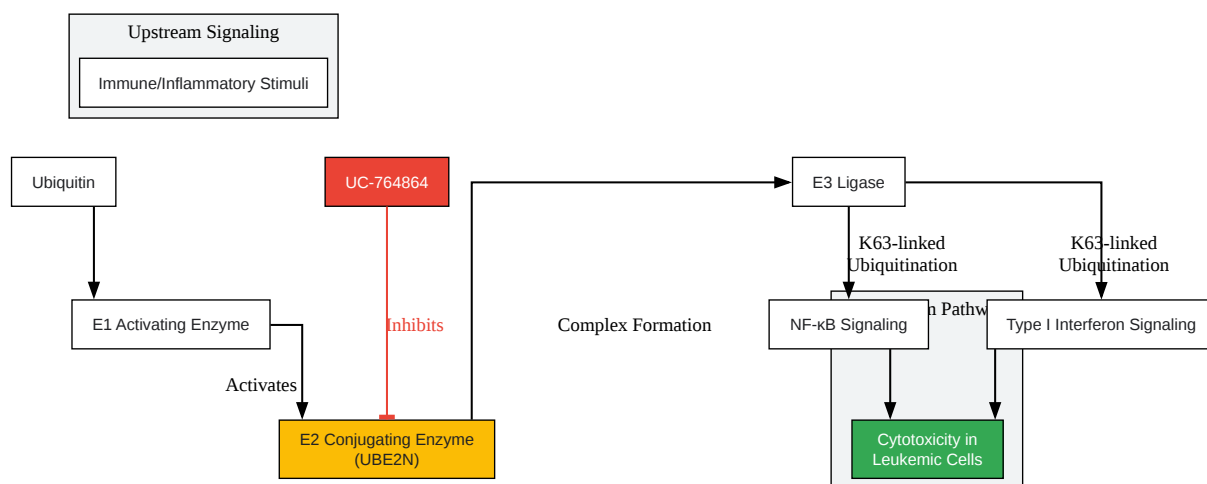 Upstream Signaling
Immune/Inflammatory Stimuli
Ubiquitin
UC-764864
E3 Ligase
K63-linked
Ubiquitination
K63-linked
Ubiquitination
E1 Activating Enzyme
Inhibits
Complex Formation
NF-κB Signaling
Type I Interferon Signaling
Activates
E2 Conjugating Enzyme
(UBE2N)
Cytotoxicity in
Leukemic Cells